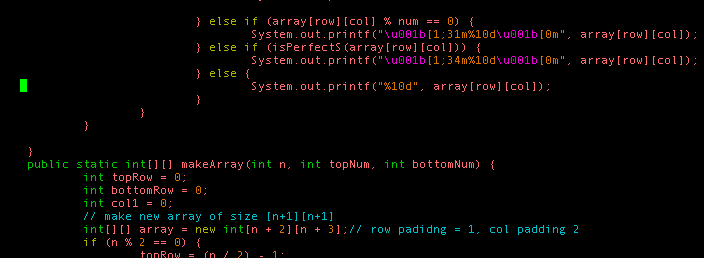 } else if (array[row][col] % num == 0) {
System.out.printf("\u001b[1;31m%10d\u001b[0m", array[row][col]);
} else if (isPerfectS(array[row][col])) {
System.out.printf("\u001b[1;34m%10d\u001b[0m", array[row][col]);
} else {
System.out.printf("%10d", array[row][col]);
}
}
}
}
public static int[][] makeArray(int n, int topNum, int bottomNum) {
int topRow = 0;
int bottomRow = 0;
int col1 = 0;
// make new array of size [n+1][n+1]
int[][] array = new int[n + 2][n + 3];// row padidng = 1, col padding 2
if (n % 2 == 0) {
topRow = (n / 2) - 1;